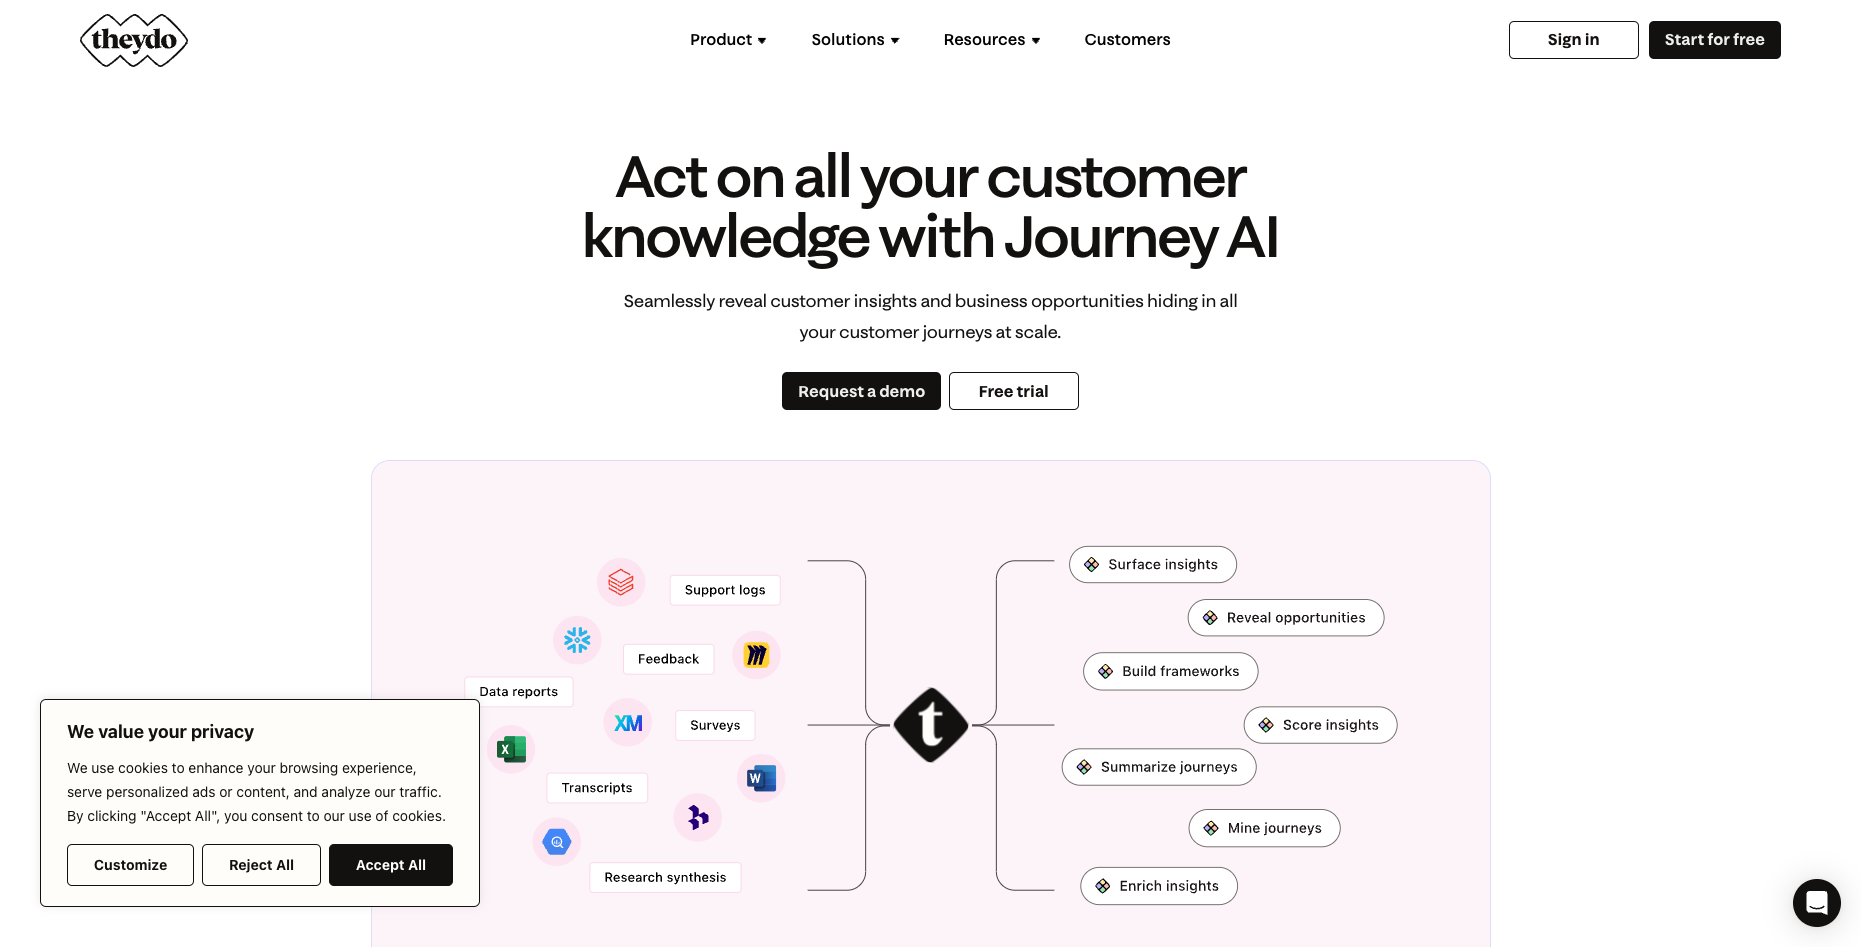 theydo
Product
Solutions
Resources
Customers
Sign in
Start for free
Act on all your customer
knowledge with Journey AI
Seamlessly reveal customer insights and business opportunities hiding in all
your customer journeys at scale.
Request a demo
Free trial
Support logs
Feedback
Data reports
XM
Surveys
X
Transcripts
W
Research synthesis
t
Surface insights
Reveal opportunities
Build frameworks
Score insights
Summarize journeys
Mine journeys
Enrich insights
We value your privacy
We use cookies to enhance your browsing experience,
serve personalized ads or content, and analyze our traffic.
By clicking "Accept All", you consent to our use of cookies.
Customize
Reject All
Accept All